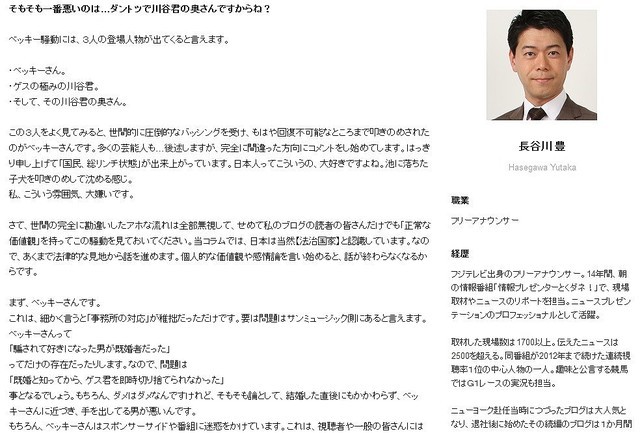 そもそも一番悪いのは…ダントツで川谷君の奥さんですからね？
ベッキー騒動には、3人の登場人物が出てくると言えます。
・ベッキーさん。
・ゲスの極みの川谷君。
・そして、その川谷君の奥さん。
この3人をよく見てみると、世間的に圧倒的なバッシングを受け、もはや回復不可能なところまで叩きのめされた
のがベッキーさんです。多くの芸能人も…後述しますが、完全に間違った方向にコメントをし始めてします。はっき
り申し上げて「国民、総リンチ状態」が出来上がっています。日本人ってこういうの、大好きですよね。池に落ちた
子犬を叩きのめして沈める感じ。
私、こういう雰囲気、大嫌いです。
さて、世間の完全に勘違いしたアホな流れは全部無視して、せめて私のブログの読者の皆さんだけでも「正常な
価値観」を持ってこの騒動を見ておいてください。当コラムでは、日本は当然【法治国家】と認識しています。なの
で、あくまで法律的な見地から話を進めます。個人的な価値観や感情論を言い始めると、話が終わらなくなるか
らです。
まず、ベッキーさんです。
これは、細かく言うと「事務所の対応」が稚拙だっただけです。要は問題はサンミュージック側にあると言えます。
ベッキーさんって
「騙されて好きになった男が既婚者だった」
ってだけの存在だったりします。なので、問題は
「既婚と知ってから、ゲス君を即時切り捨てられなかった」
事となるでしょう。もちろん、ダメはダメなんですけれど、そもそも論として、結婚した直後にもかかわらず、ベッ
キーさんに近づき、手を出してる男が悪いんです。
もちろん、ベッキーさんはスポンサーサイドや番組に迷惑をかけています。これは、視聴者や一般の皆さんには
長谷川 豊
Hasegawa Yutaka
職業
フリーアナウンサー
経歴
フジテレビ出身のフリーアナウンサー。14年間、朝
の情報番組「情報プレゼンターとくダネ！」で、現場
取材やニュースのリポートを担当。ニュースプレゼン
テーションのプロフェッショナルとして活躍。
取材した現場数は1700以上。伝えたニュースは
2500を超える。同番組が2012年まで続けた連続視
聴率1位の中心人物の一人。趣味と公言する競馬
ではG1レースの実況も担当。
ニューヨーク赴任当時につづったブログは大人気と
なり、退社後に始めたその続編のブログは1か月間